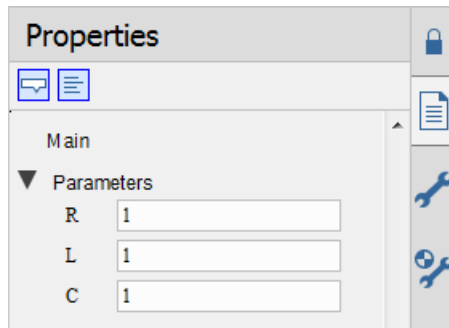 Properties
Main
Parameters
R 1
L 1
C 1